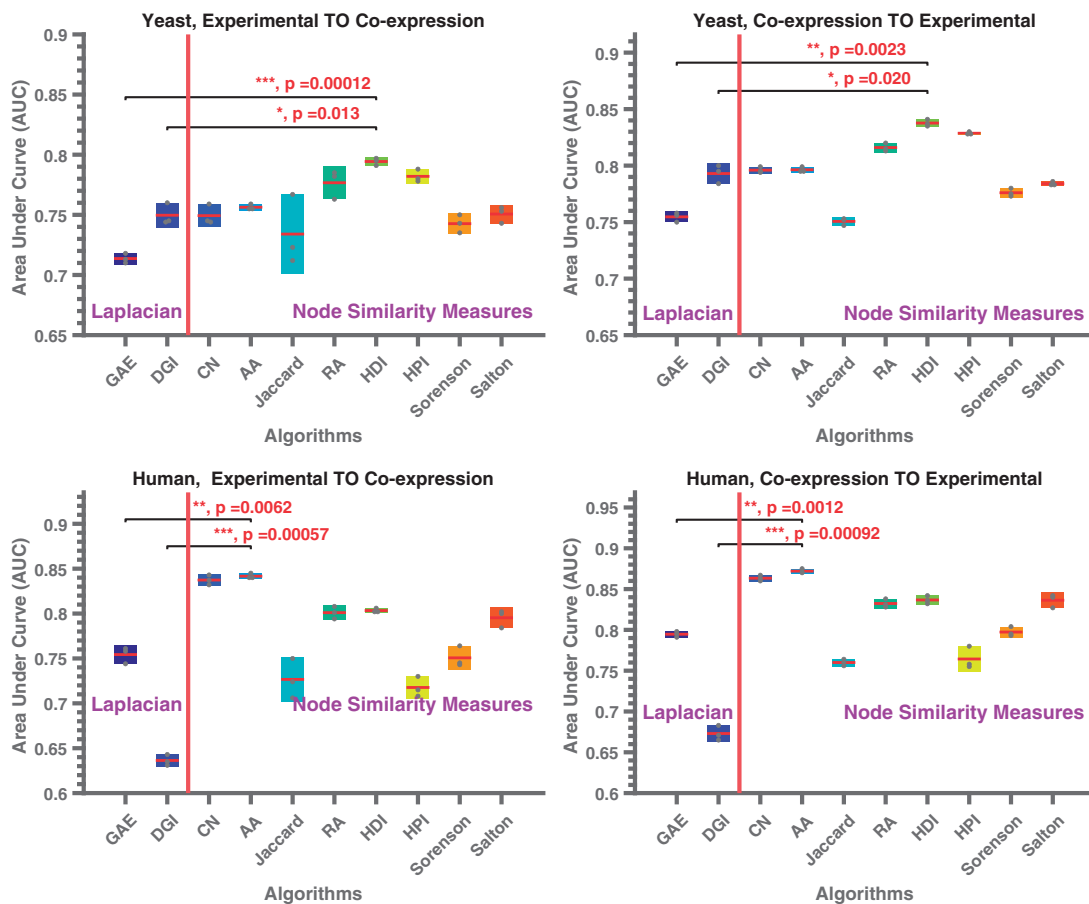 Yeast, Experimental TO Co-expression
Area Under Curve (AUC)
0.9
0.85
0.8
0.75
0.7
0.65
***, p =0.00012
*, p =0.013
Laplacian
Node Similarity Measures
GAE
DGI
CN
AA
Jaccard
RA
HDI
HPI
Sorenson
Salton
Algorithms
Yeast, Co-expression TO Experimental
Area Under Curve (AUC)
0.9
0.85
0.8
0.75
0.7
0.65
**, p =0.0023
*, p =0.020
Laplacian
Node Similarity Measures
GAE
DGI
CN
AA
Jaccard
RA
HDI
HPI
Sorenson
Salton
Algorithms
Human, Experimental TO Co-expression
Area Under Curve (AUC)
0.9
0.85
0.8
0.75
0.7
0.65
0.6
**, p =0.0062
***, p =0.00057
Laplacian
Node Similarity Measures
GAE
DGI
CN
AA
Jaccard
RA
HDI
HPI
Sorenson
Salton
Algorithms
Human, Co-expression TO Experimental
Area Under Curve (AUC)
0.95
0.9
0.85
0.8
0.75
0.7
0.65
0.6
**, p =0.0012
***, p =0.00092
Laplacian
Node Similarity Measures
GAE
DGI
CN
AA
Jaccard
RA
HDI
HPI
Sorenson
Salton
Algorithms